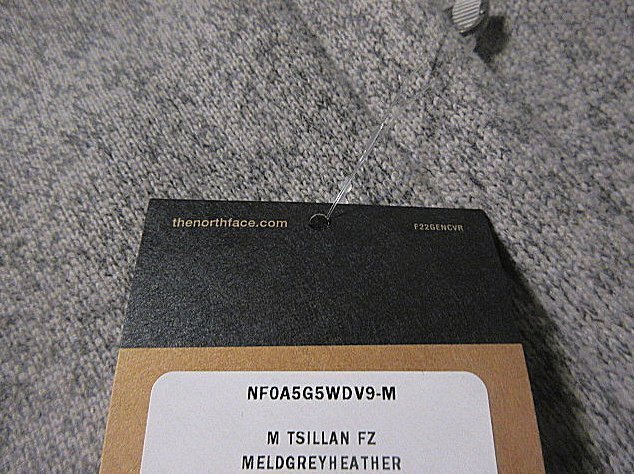 thenorthface.com
F22GENCVR
NF0A5G5WDV9-M
M TSILLAN FZ
MELDGREYHEATHER